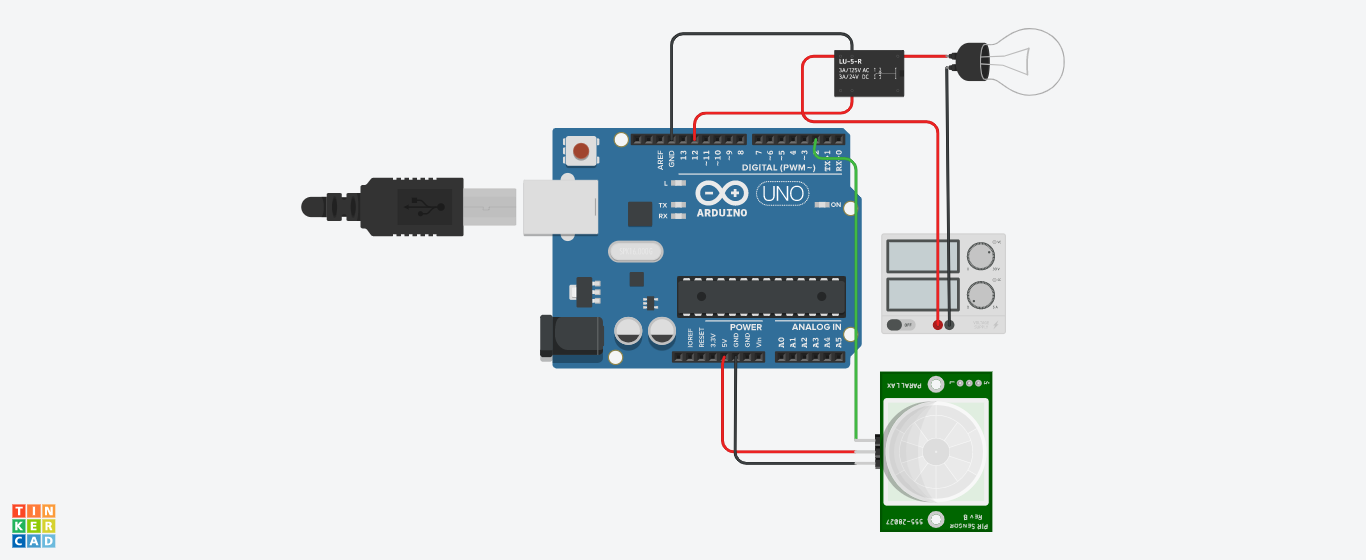 LU-5-R
3A/125V AC
3A/24V DC
AREF
GND
13
12
~11
~10
~9
8
7
~6
~5
4
~3
TX→1
RX←0
DIGITAL (PWM~)
L
TX
RX
ARDUINO
UNO
ON
IOREF
RESET
3.3V
5V
GND
GND
Vin
POWER
ANALOG IN
A0
A1
A2
A3
A4
A5
OFF
PARALLAX
555-28027
Rev B
PIR SENSOR
TIN
KER
CAD